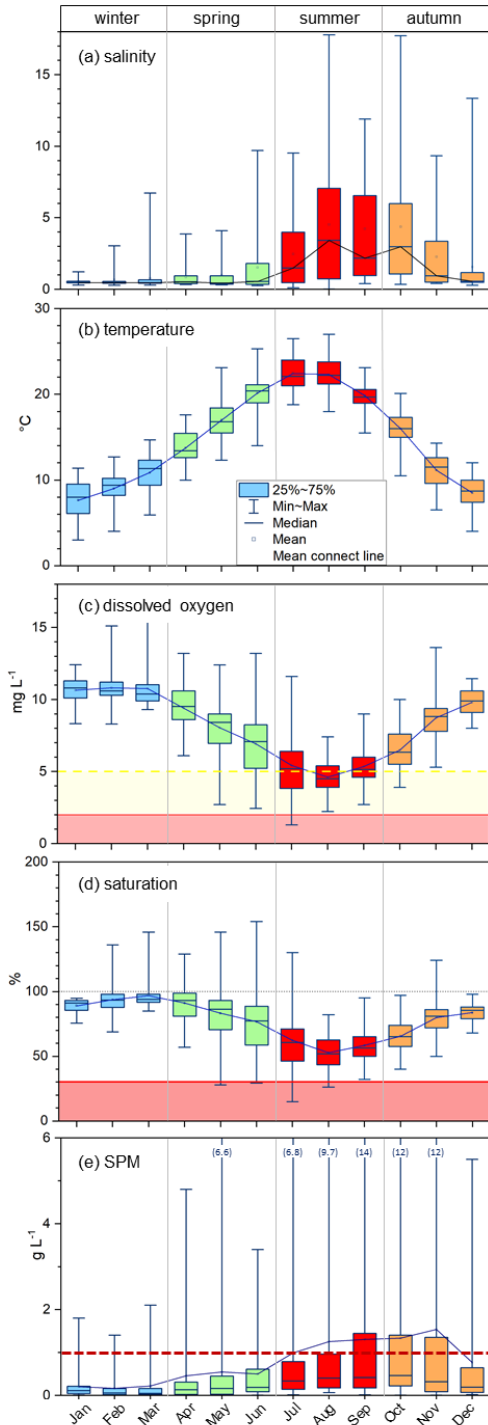 winter spring summer autumn
(a) salinity
15
10
5
0
(b) temperature
30
20
°C
10
0
25%~75%
Min~Max
Median
Mean
Mean connect line
(c) dissolved oxygen
15
mg L-1
10
5
0
200
(d) saturation
150
%
100
50
0
6
(e) SPM
(6.6) (6.8) (9.7) (14) (12) (12)
4
g L-1
2
0
Jan Feb Mar Apr May Jun Jul Aug Sep Oct Nov Dec